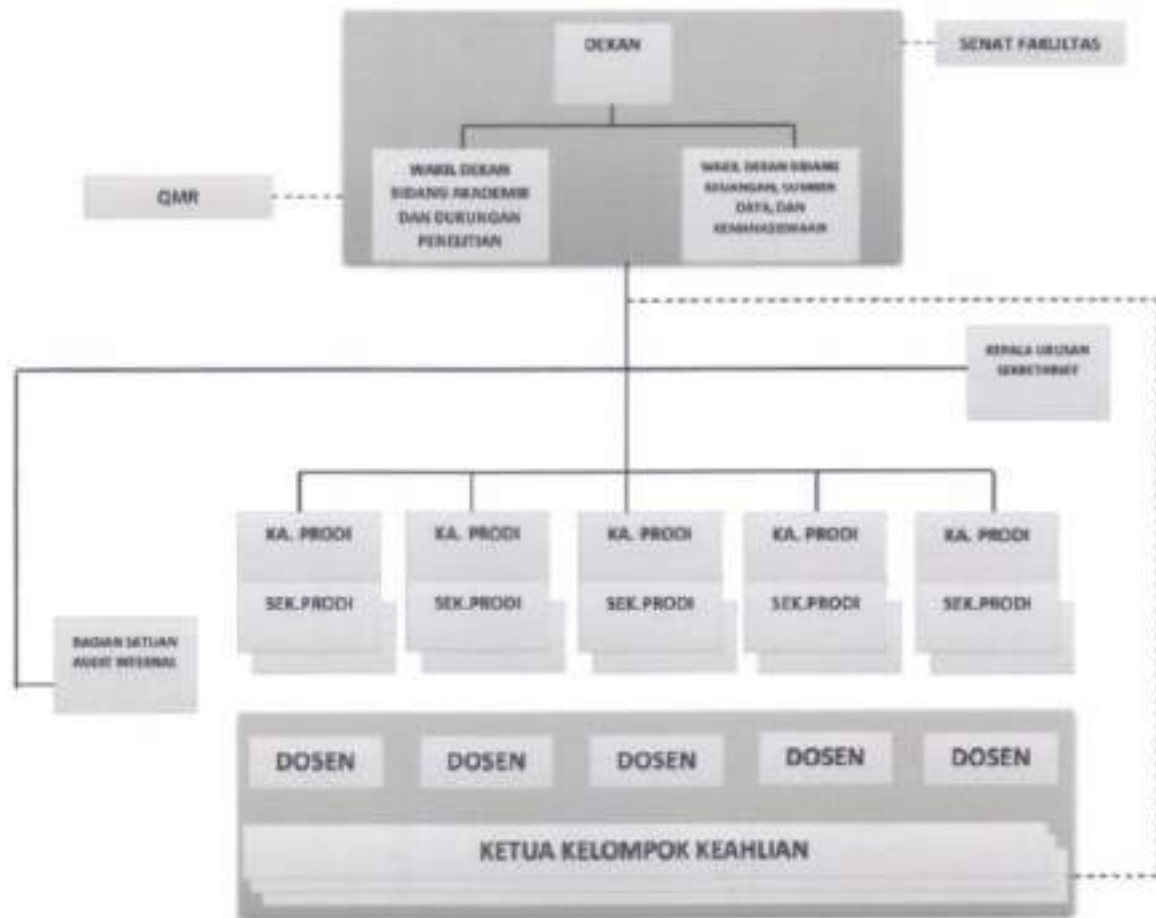 DEKAN
SENAT FAKULTAS
WAKIL DEKAN
BIDANG AKADEMIK
DAN DUKUNGAN
PENELITIAN
WAKIL DEKAN BIDANG
KEUANGAN, SUMBER
DAYA, DAN
KEMAHASISWAAN
QMR
KEPALA URUSAN
SEKRETARIAT
KA. PRODI
KA. PRODI
KA. PRODI
KA. PRODI
KA. PRODI
SEK.PRODI
SEK.PRODI
SEK.PRODI
SEK.PRODI
SEK.PRODI
BAGIAN SATUAN
AUDIT INTERNAL
DOSEN
DOSEN
DOSEN
DOSEN
DOSEN
KETUA KELOMPOK KEAHLIAN